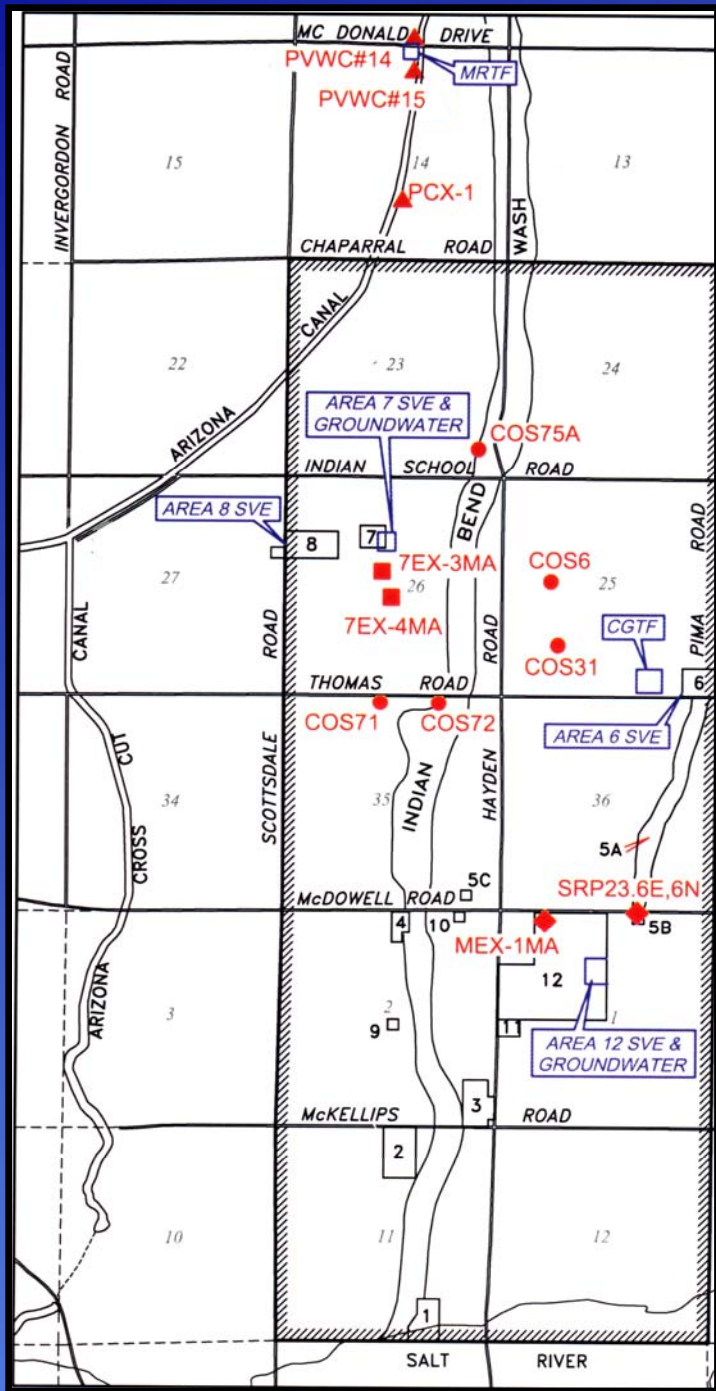 MC DONALD DRIVE
PVWC#14
MRTF
PVWC#15
INVERGORDON ROAD
15
14
13
PCX-1
WASH
CHAPARRAL ROAD
CANAL
22
23
24
ARIZONA
AREA 7 SVE &
GROUNDWATER
COS75A
INDIAN SCHOOL ROAD
BEND
AREA 8 SVE
8
7
ROAD
7EX-3MA
COS6
27
26
25
7EX-4MA
CANAL
ROAD
ROAD
CGTF
PIMA
COS31
6
THOMAS ROAD
COS71
COS72
AREA 6 SVE
CUT
SCOTTSDALE
INDIAN
HAYDEN
34
35
36
CROSS
5A
5C
SRP23.6E,6N
McDOWELL ROAD
4
10
MEX-1MA
5B
12
ARIZONA
3
2
1
9
11
AREA 12 SVE &
GROUNDWATER
3
McKELLIPS ROAD
2
10
11
12
1
SALT RIVER